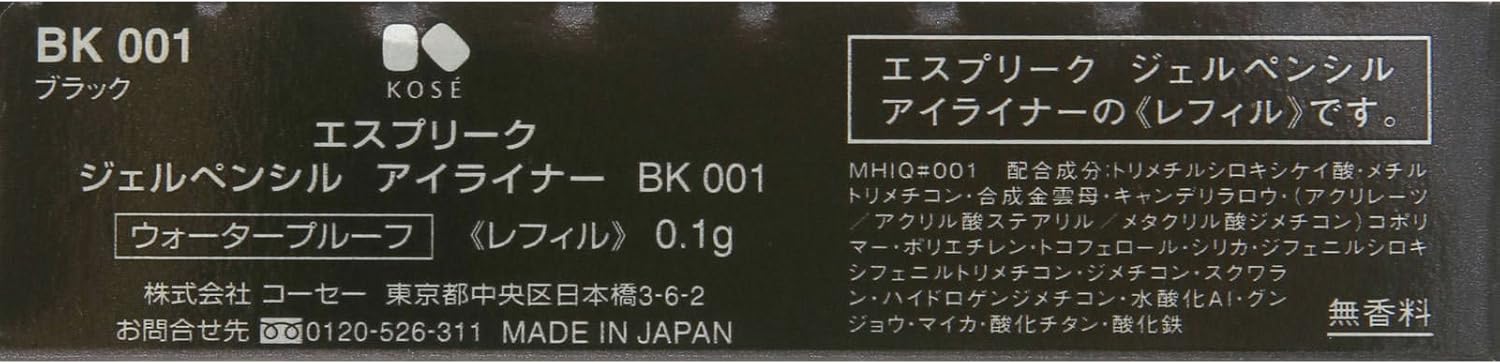 BK 001
ブラック
KOSÉ
エスプリーク
ジェルペンシル アイライナー BK 001
ウォータープルーフ 《レフィル》 0.1g
株式会社 コーセー 東京都中央区日本橋3-6-2
お問合せ先 0120-526-311 MADE IN JAPAN
エスプリーク ジェルペンシル
アイライナーの《レフィル》です。
MHIQ#001 配合成分:トリメチルシロキシケイ酸・メチル
トリメチコン・合成金雲母・キャンデリラロウ・(アクリレーツ
/アクリル酸ステアリル/メタクリル酸ジメチコン)コポリ
マー・ポリエチレン・トコフェロール・シリカ・ジフェニルシロキ
シフェニルトリメチコン・ジメチコン・スクワラ
ン・ハイドロゲンジメチコン・水酸化Al・グン
ジョウ・マイカ・酸化チタン・酸化鉄
無香料